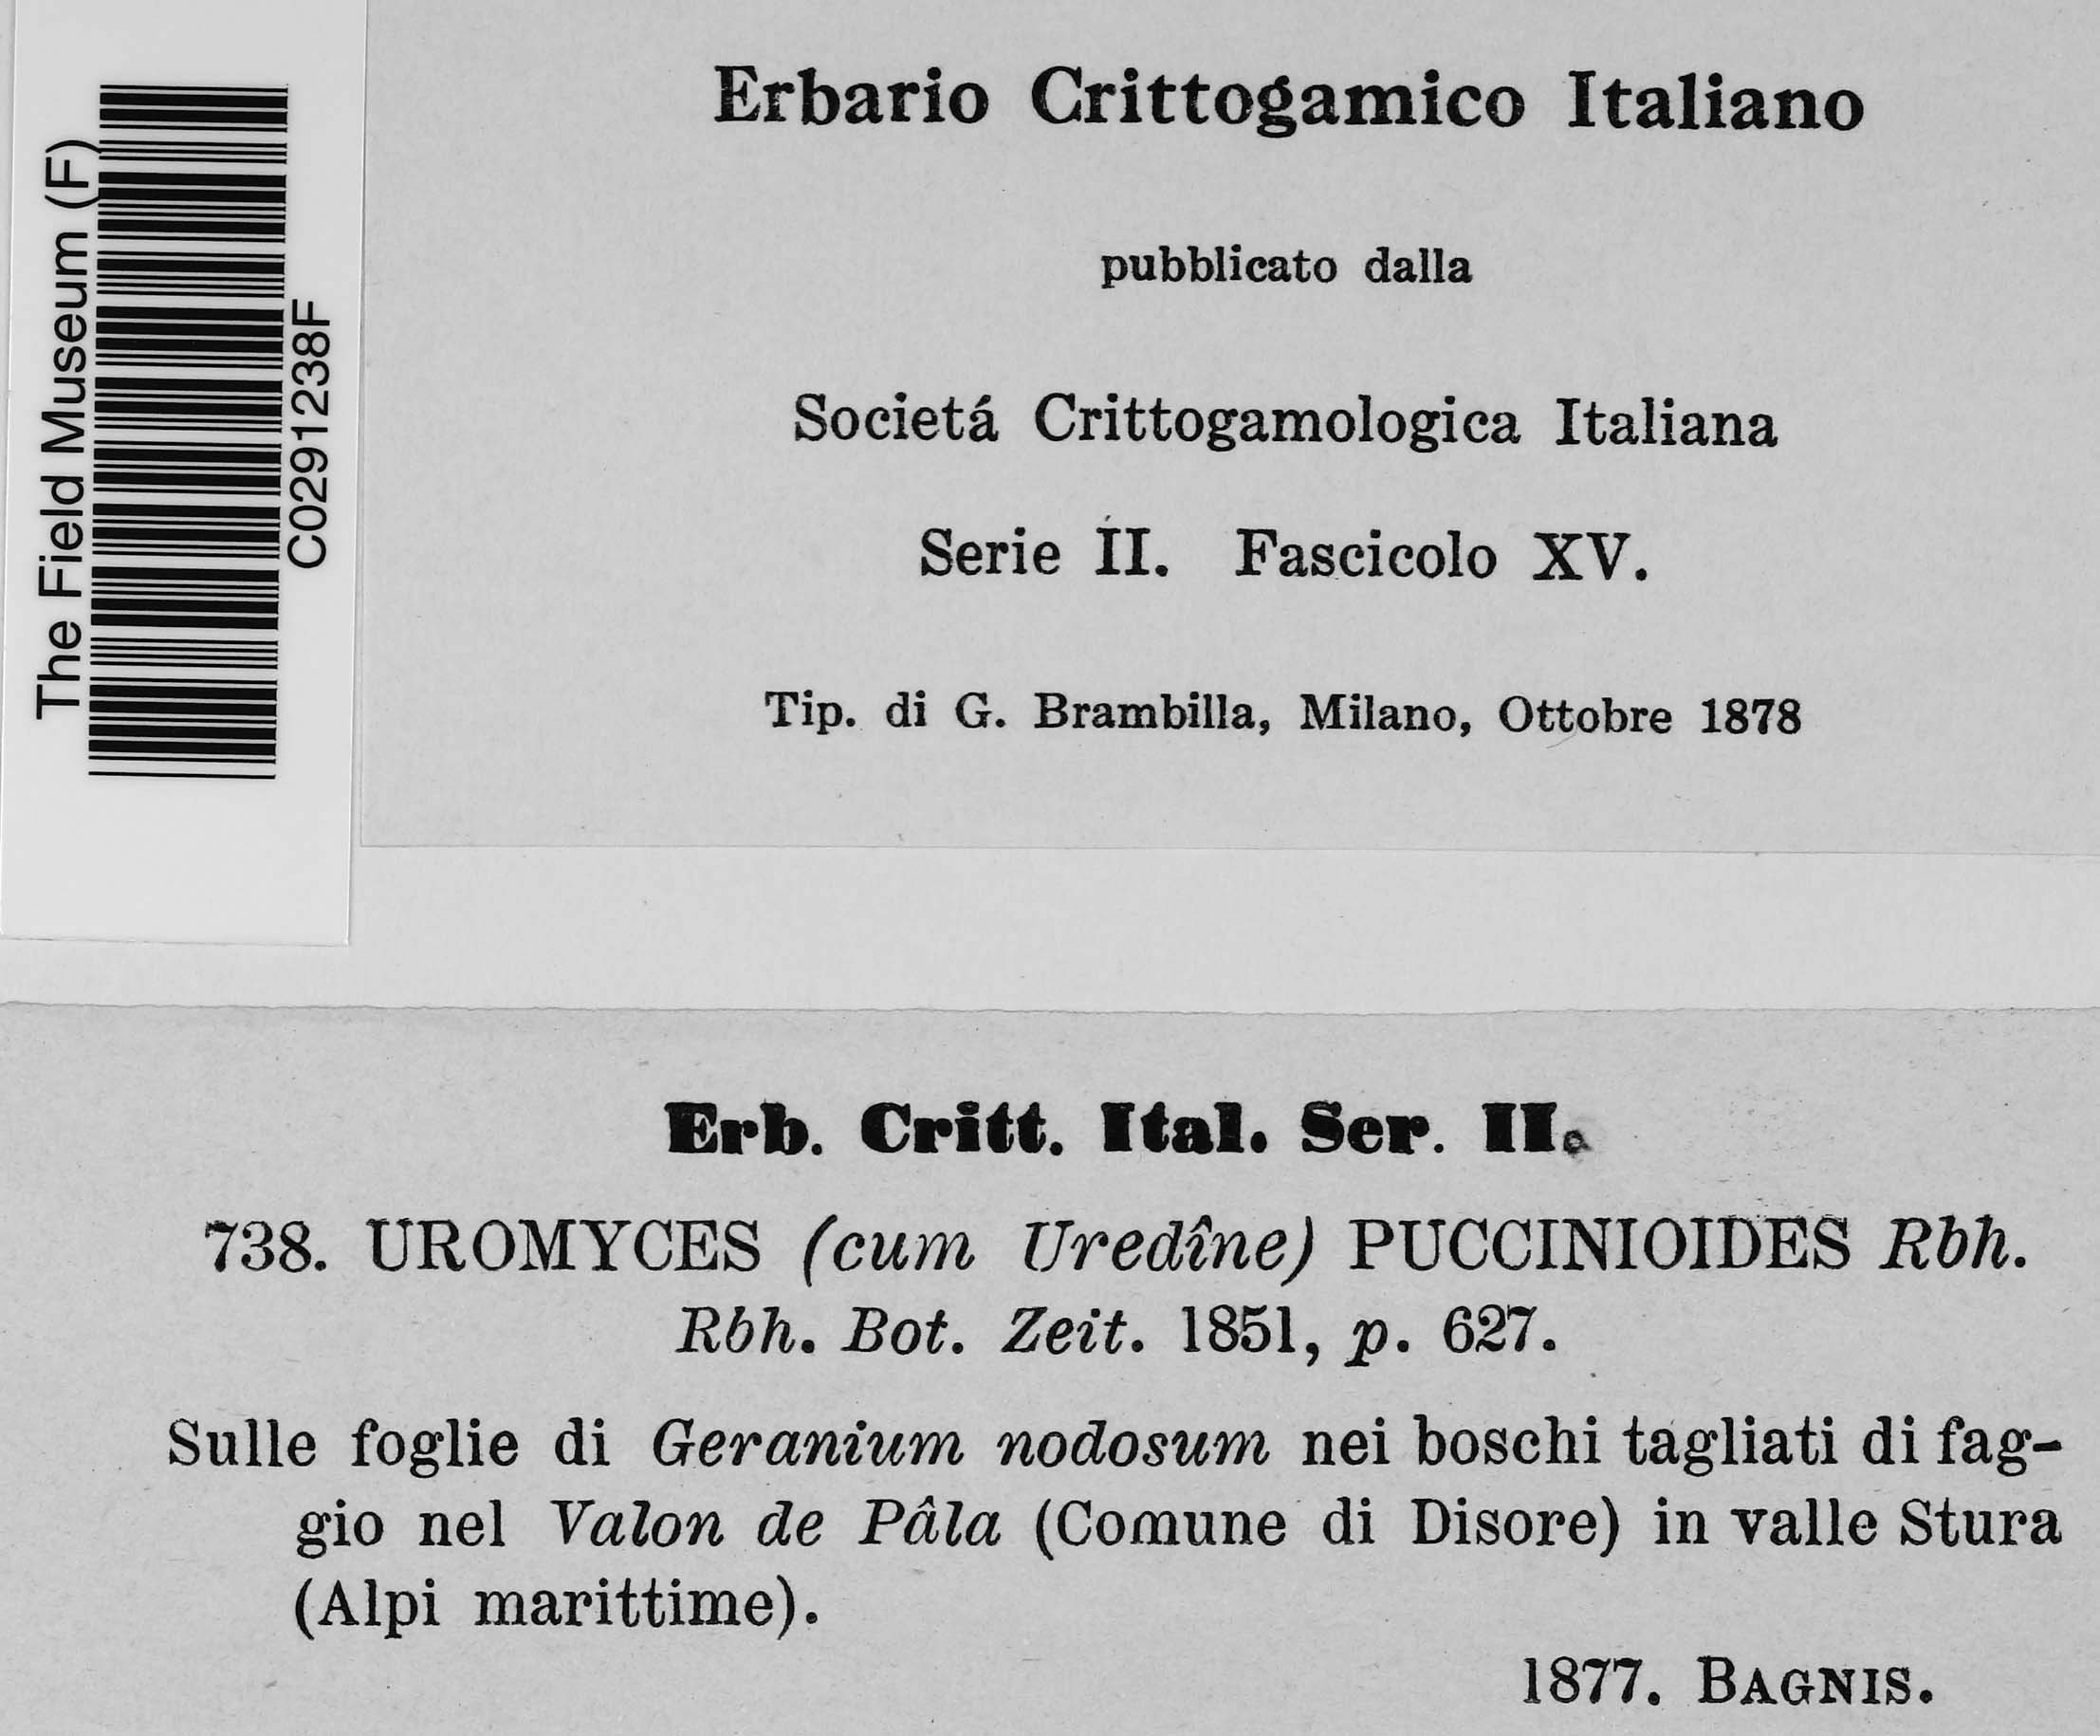 The Field Museum (F)
C0291238F
Erbario Crittogamico Italiano
pubblicato dalla
Societá Crittogamologica Italiana
Serie II. Fascicolo XV.
Tip. di G. Brambilla, Milano, Ottobre 1878
Erb. Critt. Ital. Ser. II.
738. UROMYCES (cum Uredîne) PUCCINIOIDES Rbh.
Rbh. Bot. Zeit. 1851, p. 627.
Sulle foglie di Geranium nodosum nei boschi tagliati di fag-
gio nel Valon de Pâla (Comune di Disore) in valle Stura
(Alpi marittime).
1877. BAGNIS.